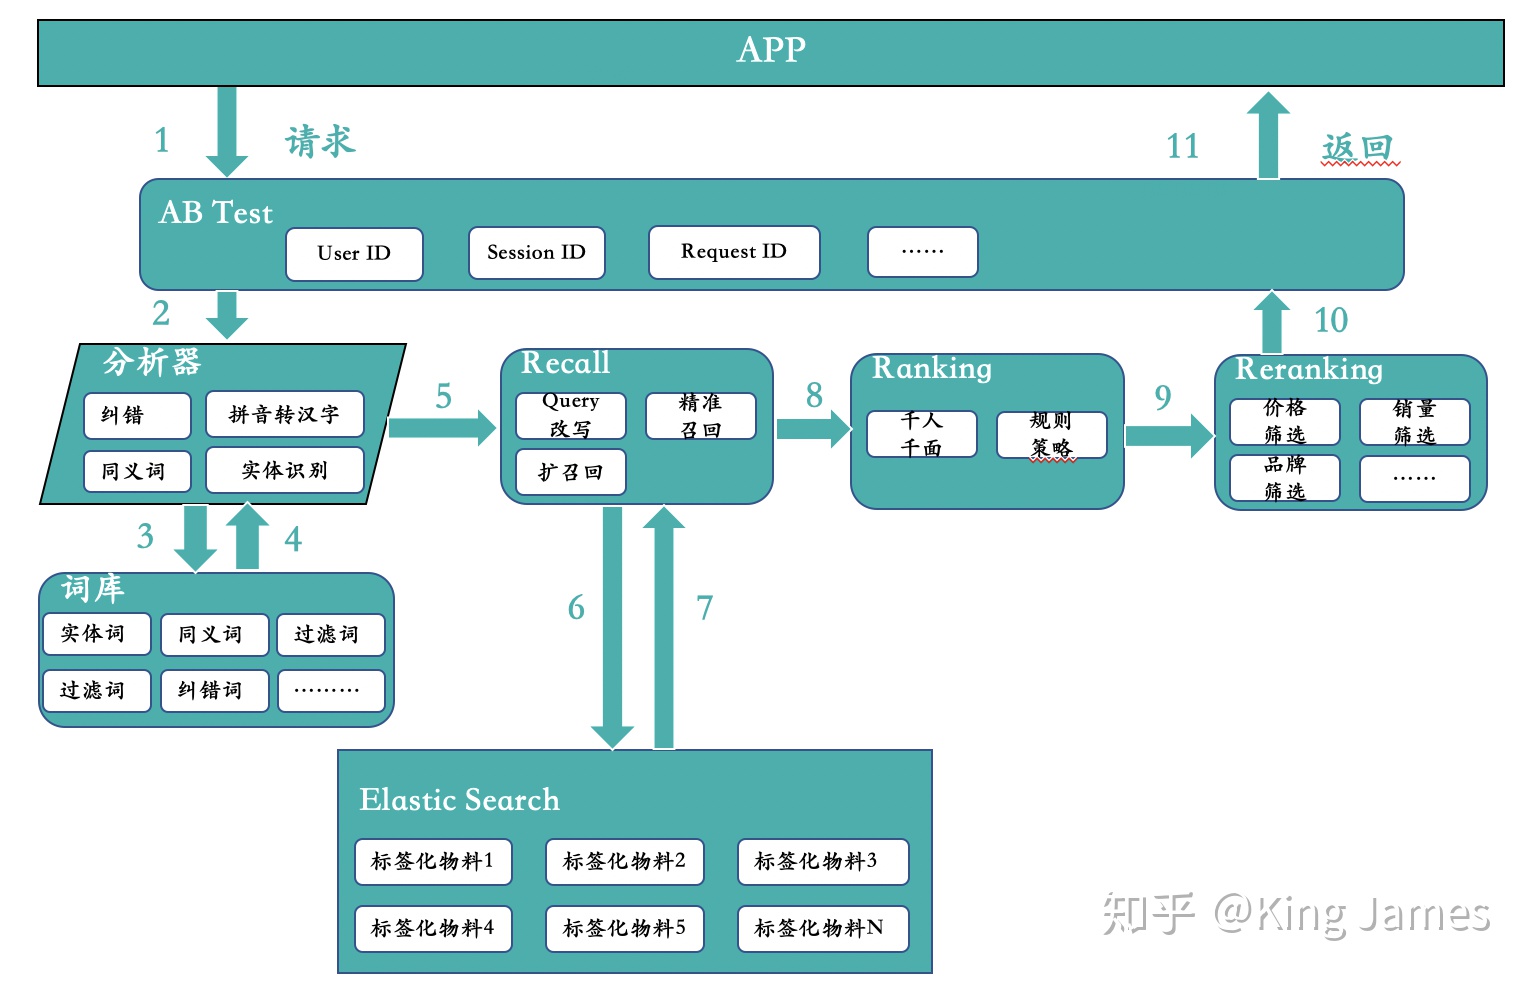 APP
1
请求
11
返回
AB Test
User ID
Session ID
Request ID
······
2
10
分析器
纠错
拼音转汉字
同义词
实体识别
5
Recall
Query
改写
精准
召回
扩召回
8
Ranking
千人
千面
规则
策略
9
Reranking
价格
筛选
销量
筛选
品牌
筛选
······
3
4
词库
实体词
同义词
过滤词
过滤词
纠错词
·········
6
7
Elastic Search
标签化物料1
标签化物料2
标签化物料3
标签化物料4
标签化物料5
标签化物料N
知乎 @King James